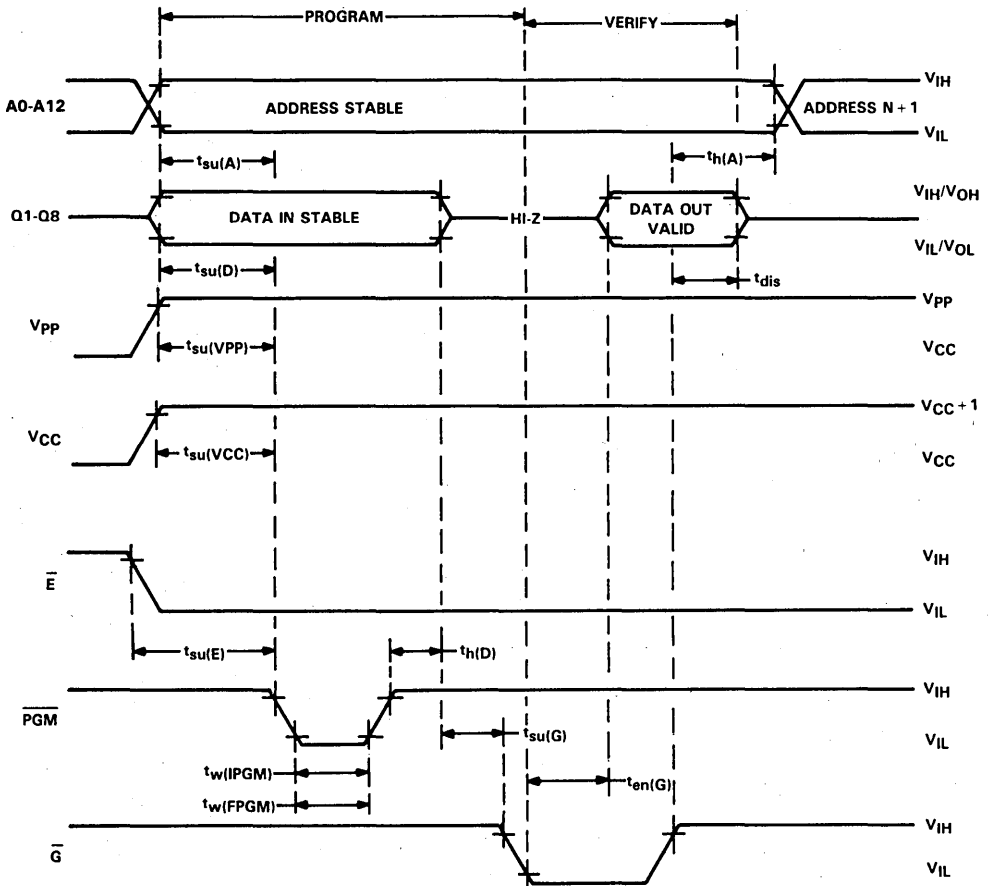 PROGRAM
VERIFY
A0-A12
ADDRESS STABLE
ADDRESS N + 1
VIH
VIL
tsu(A)
th(A)
Q1-Q8
DATA IN STABLE
HI-Z
DATA OUT
VALID
VIH/VOH
VIL/VOL
tsu(D)
tdis
VPP
VPP
tsu(VPP)
VCC
VCC
VCC + 1
tsu(VCC)
VCC
E
VIH
VIL
tsu(E)
th(D)
PGM
VIH
VIL
tsu(G)
tw(IPGM)
ten(G)
tw(FPGM)
G
VIH
VIL